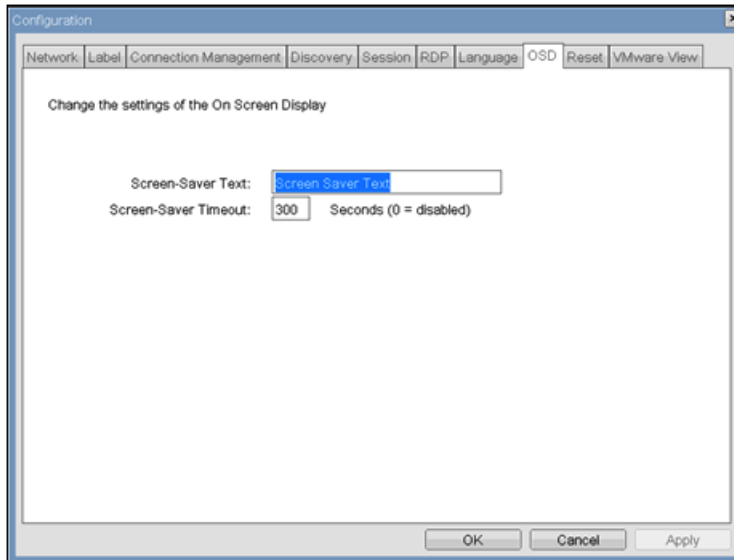 Configuration
Network Label Connection Management Discovery Session RDP Language OSD Reset VMware View
Change the settings of the On Screen Display
Screen-Saver Text: Screen Saver Text
Screen-Saver Timeout: 300 Seconds (0 = disabled)
OK Cancel Apply